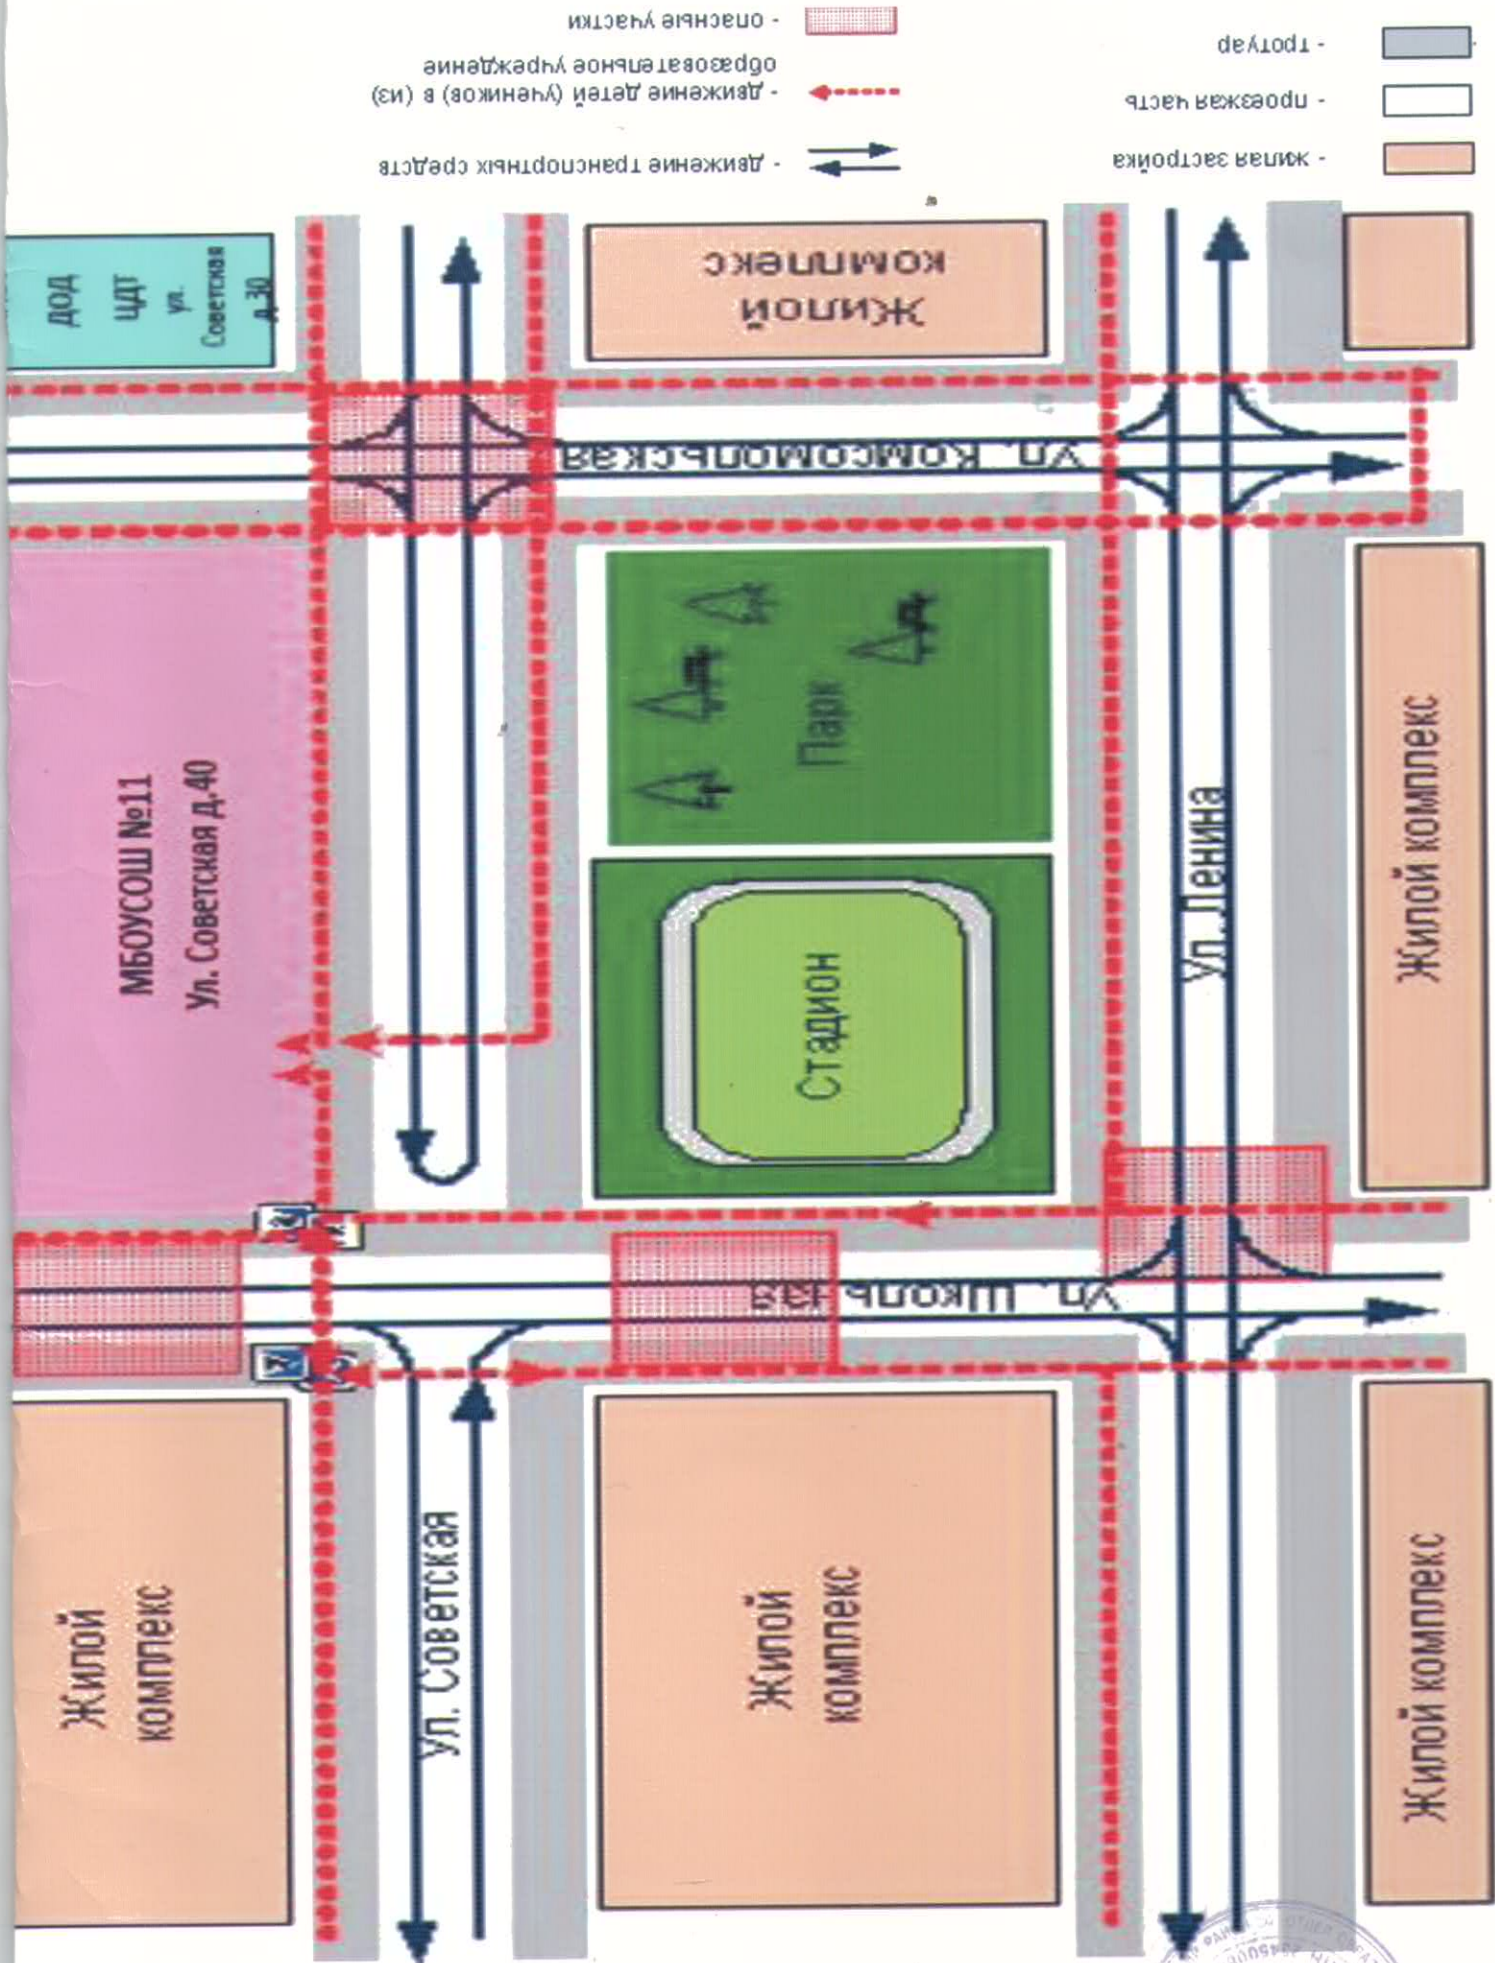 - жилая застройка
- проезжая часть
- тротуар
- движение транспортных средств
- движение детей (учеников) в (из)
образовательное учреждение
- опасные участки
ДОД
ЦДТ
ул.
Советская
д.30
Жилой
комплекс
Ул. Комсомольская
МБОУСОШ №11
Ул. Советская д.40
Парк
Стадион
Ул. Ленина
Жилой комплекс
Ул.
Жилой
комплекс
Ул. Советская
Жилой
комплекс
Жилой комплекс